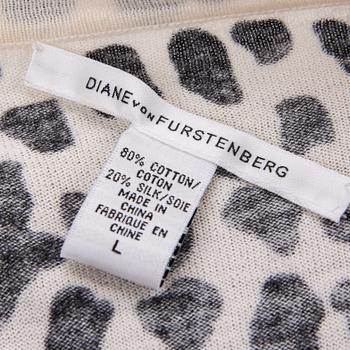 DIANE VON FURSTENBERG
80% COTTON/
COTON
20% SILK/SOIE
MADE IN
CHINA
FABRIQUE EN
CHINE
L